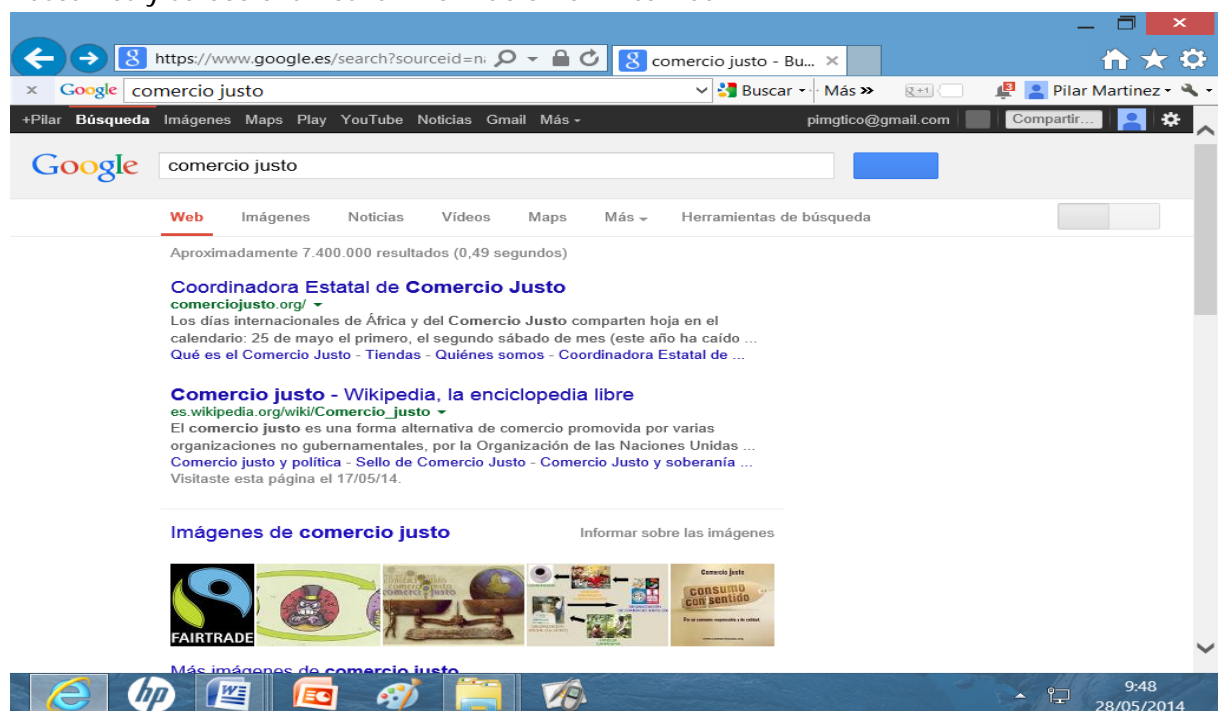 https://www.google.es/search?sourceid=n
comercio justo - Bu...
Google comercio justo Buscar Más » g+1 3 Pilar Martinez
+Pilar Búsqueda Imágenes Maps Play YouTube Noticias Gmail Más pimgtico@gmail.com Compartir...
Google comercio justo
Web Imágenes Noticias Vídeos Maps Más Herramientas de búsqueda
Aproximadamente 7.400.000 resultados (0,49 segundos)
Coordinadora Estatal de Comercio Justo
comerciojusto.org/
Los días internacionales de África y del Comercio Justo comparten hoja en el
calendario: 25 de mayo el primero, el segundo sábado de mes (este año ha caído ...
Qué es el Comercio Justo - Tiendas - Quiénes somos - Coordinadora Estatal de ...
Comercio justo - Wikipedia, la enciclopedia libre
es.wikipedia.org/wiki/Comercio_justo
El comercio justo es una forma alternativa de comercio promovida por varias
organizaciones no gubernamentales, por la Organización de las Naciones Unidas ...
Comercio justo y política - Sello de Comercio Justo - Comercio Justo y soberanía ...
Visitaste esta página el 17/05/14.
Imágenes de comercio justo Informar sobre las imágenes
FAIRTRADE
Comercio justo
consumo
con sentido
Más imágenes de comercio justo
hp
9:48
28/05/2014